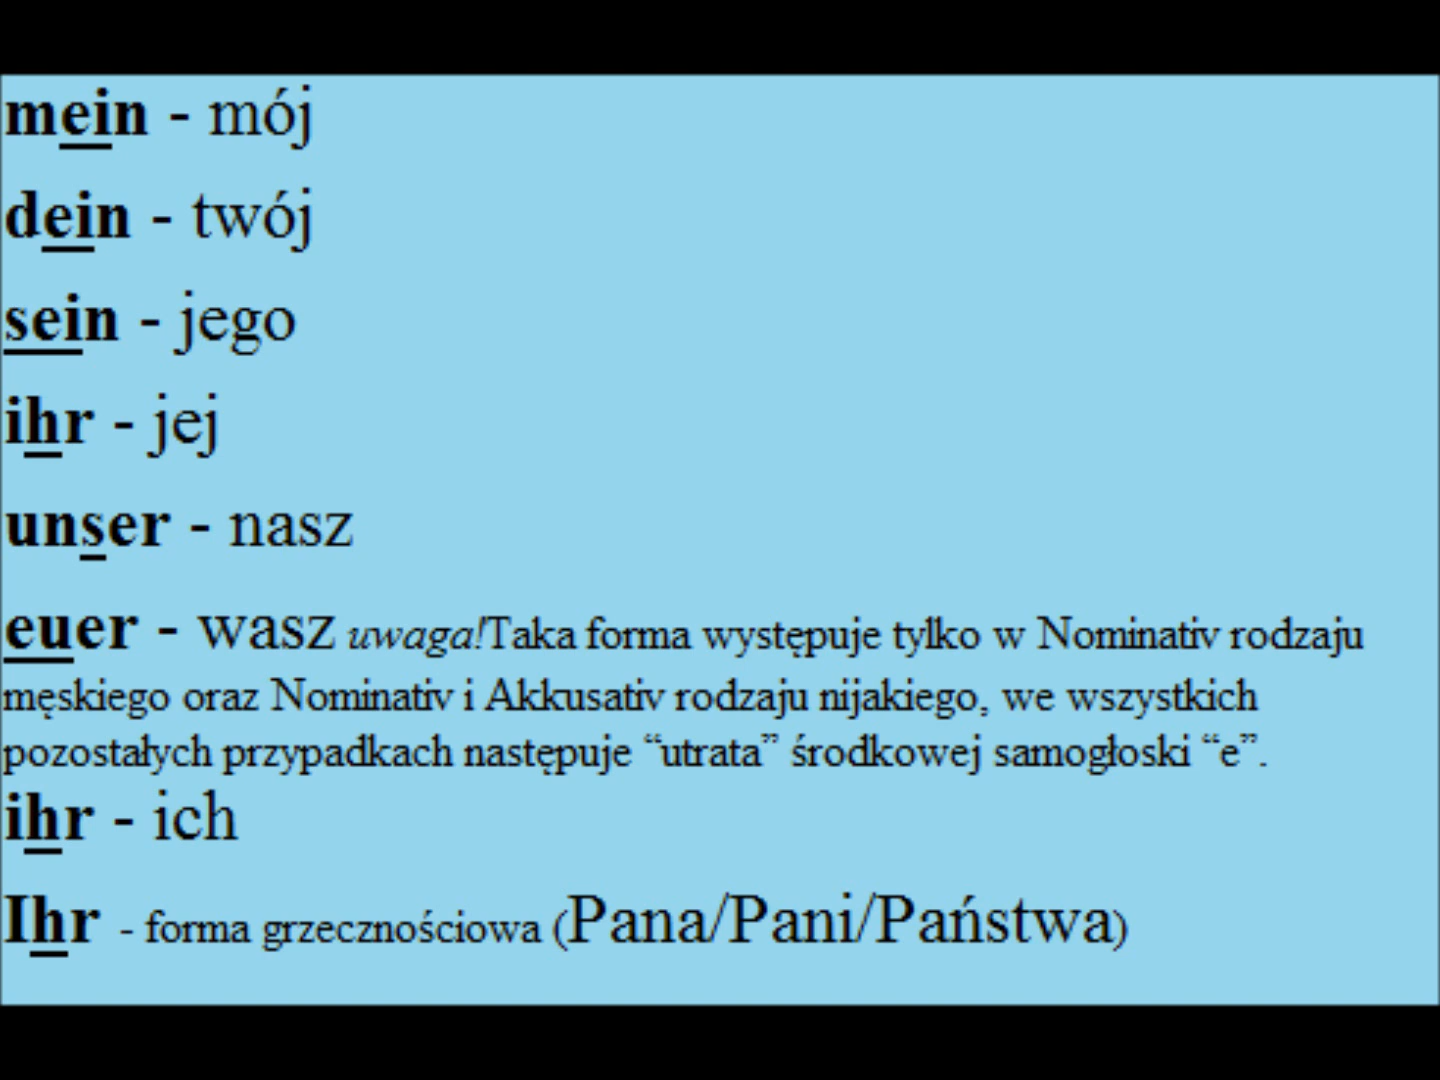 mein - mój
dein - twój
sein - jego
ihr - jej
unser - nasz
euer - wasz uwaga!Taka forma występuje tylko w Nominativ rodzaju
męskiego oraz Nominativ i Akkusativ rodzaju nijakiego, we wszystkich
pozostałych przypadkach następuje “utrata” środkowej samogłoski “e”.
ihr - ich
Ihr - forma grzecznościowa (Pana/Pani/Państwa)